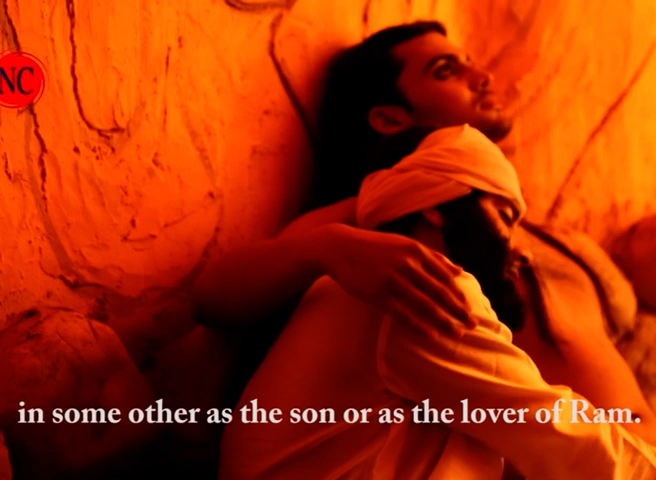 NC
in some other as the son or as the lover of Ram.